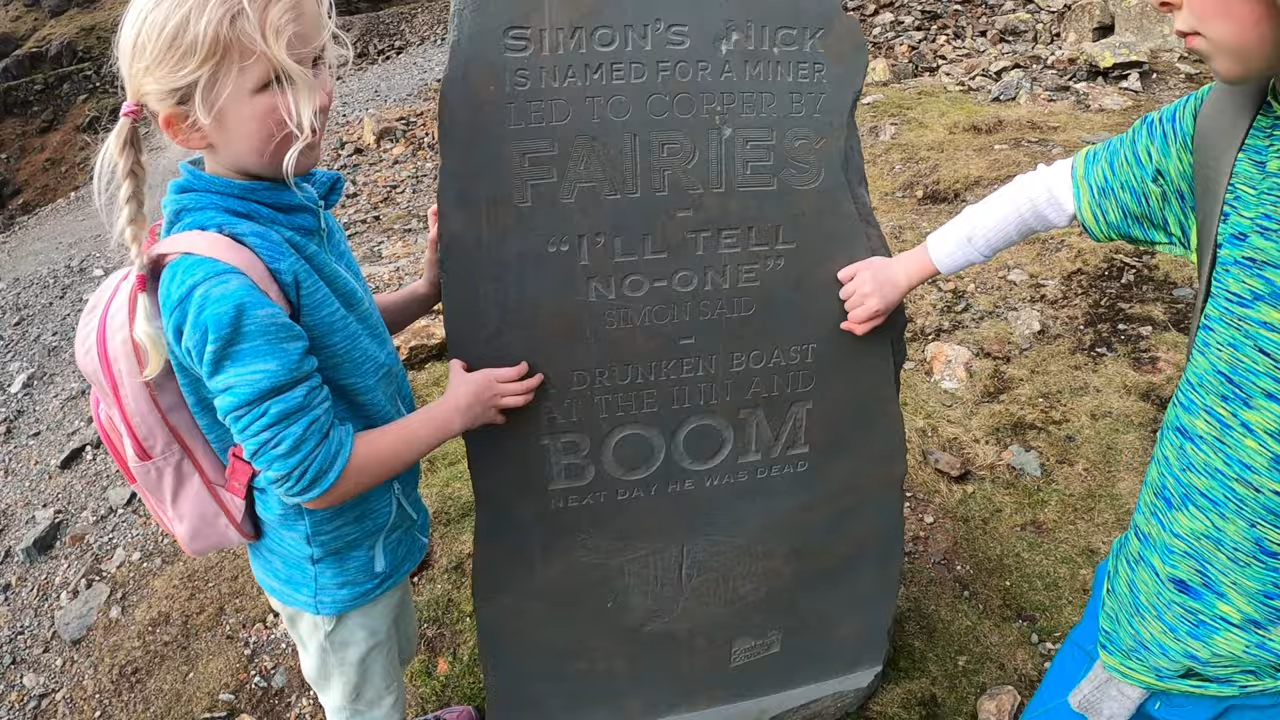 SIMON'S NICK
IS NAMED FOR A MINER
LED TO COPPER BY
FAIRIES
-
"I'LL TELL
NO-ONE"
SIMON SAID
-
A DRUNKEN BOAST
AT THE INN AND
BOOM
NEXT DAY HE WAS DEAD